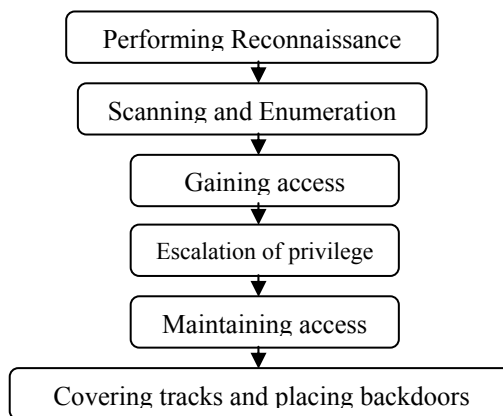 Performing Reconnaissance
Scanning and Enumeration
Gaining access
Escalation of privilege
Maintaining access
Covering tracks and placing backdoors